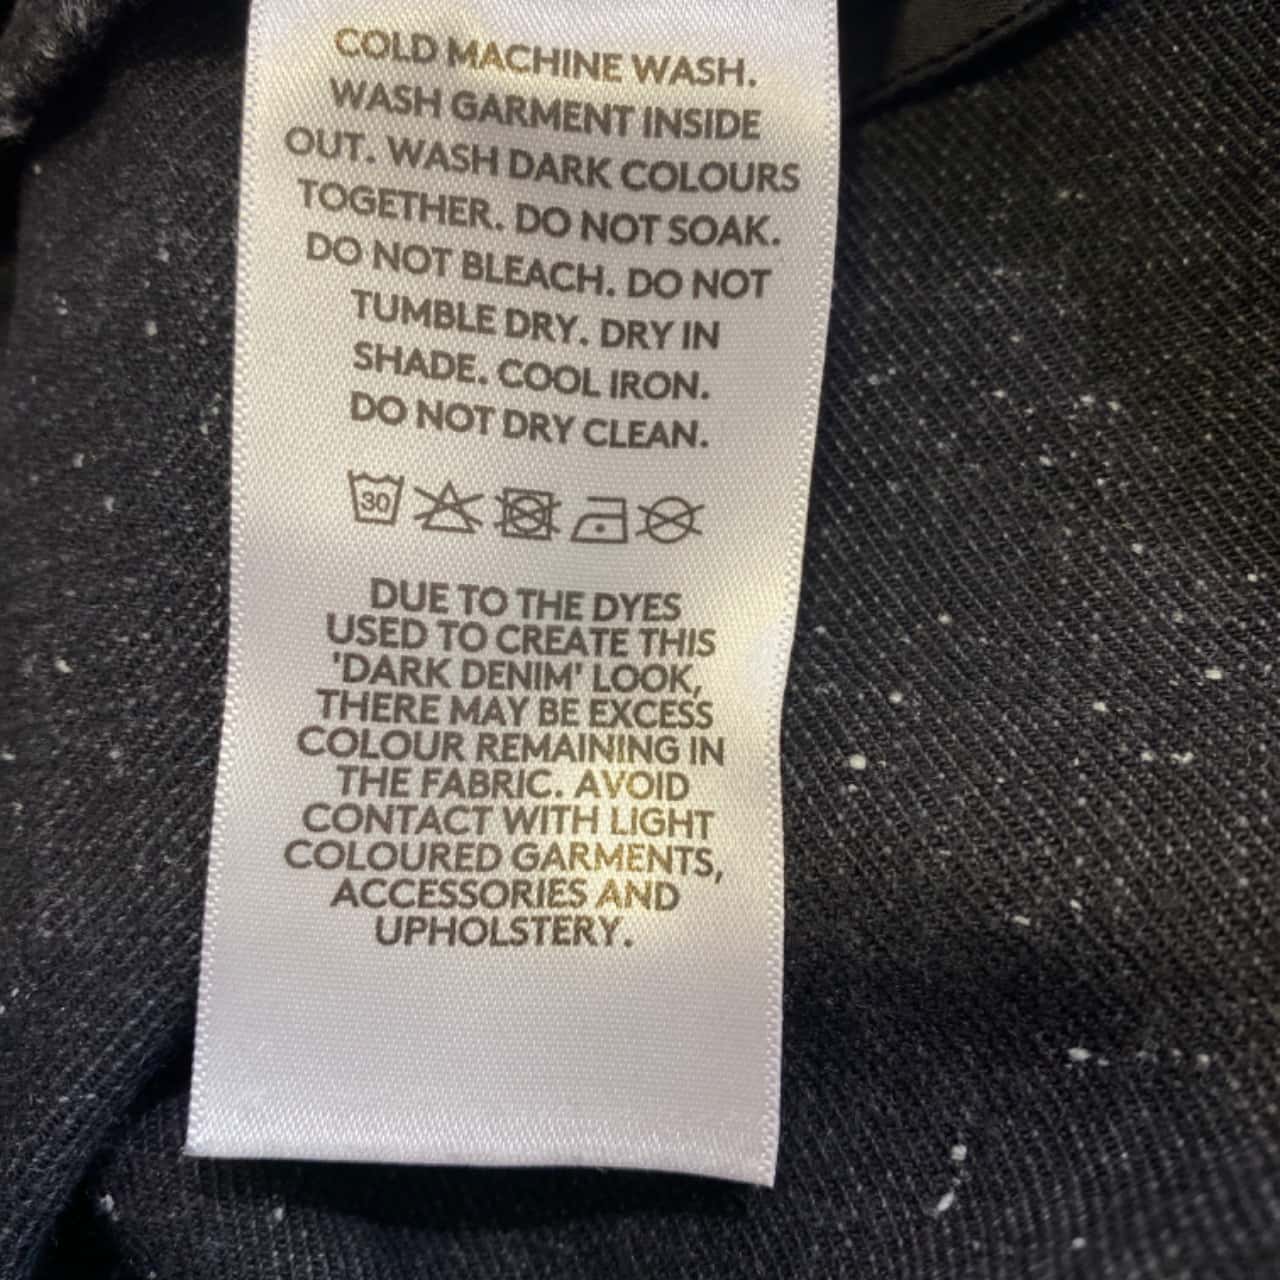 COLD MACHINE WASH.
WASH GARMENT INSIDE
OUT. WASH DARK COLOURS
TOGETHER. DO NOT SOAK.
DO NOT BLEACH. DO NOT
TUMBLE DRY. DRY IN
SHADE. COOL IRON.
DO NOT DRY CLEAN.
30
DUE TO THE DYES
USED TO CREATE THIS
'DARK DENIM' LOOK,
THERE MAY BE EXCESS
COLOUR REMAINING IN
THE FABRIC. AVOID
CONTACT WITH LIGHT
COLOURED GARMENTS,
ACCESSORIES AND
UPHOLSTERY.